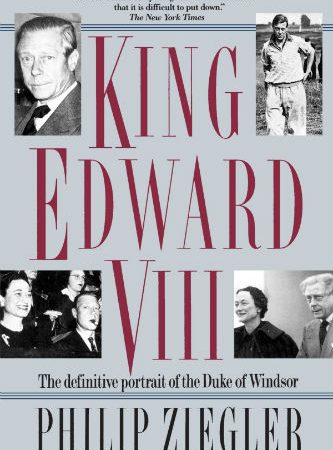 that it is difficult to put down."
The New York Times
KING
EDWARD
VIII
The definitive portrait of the Duke of Windsor
PHILIP ZIEGLER